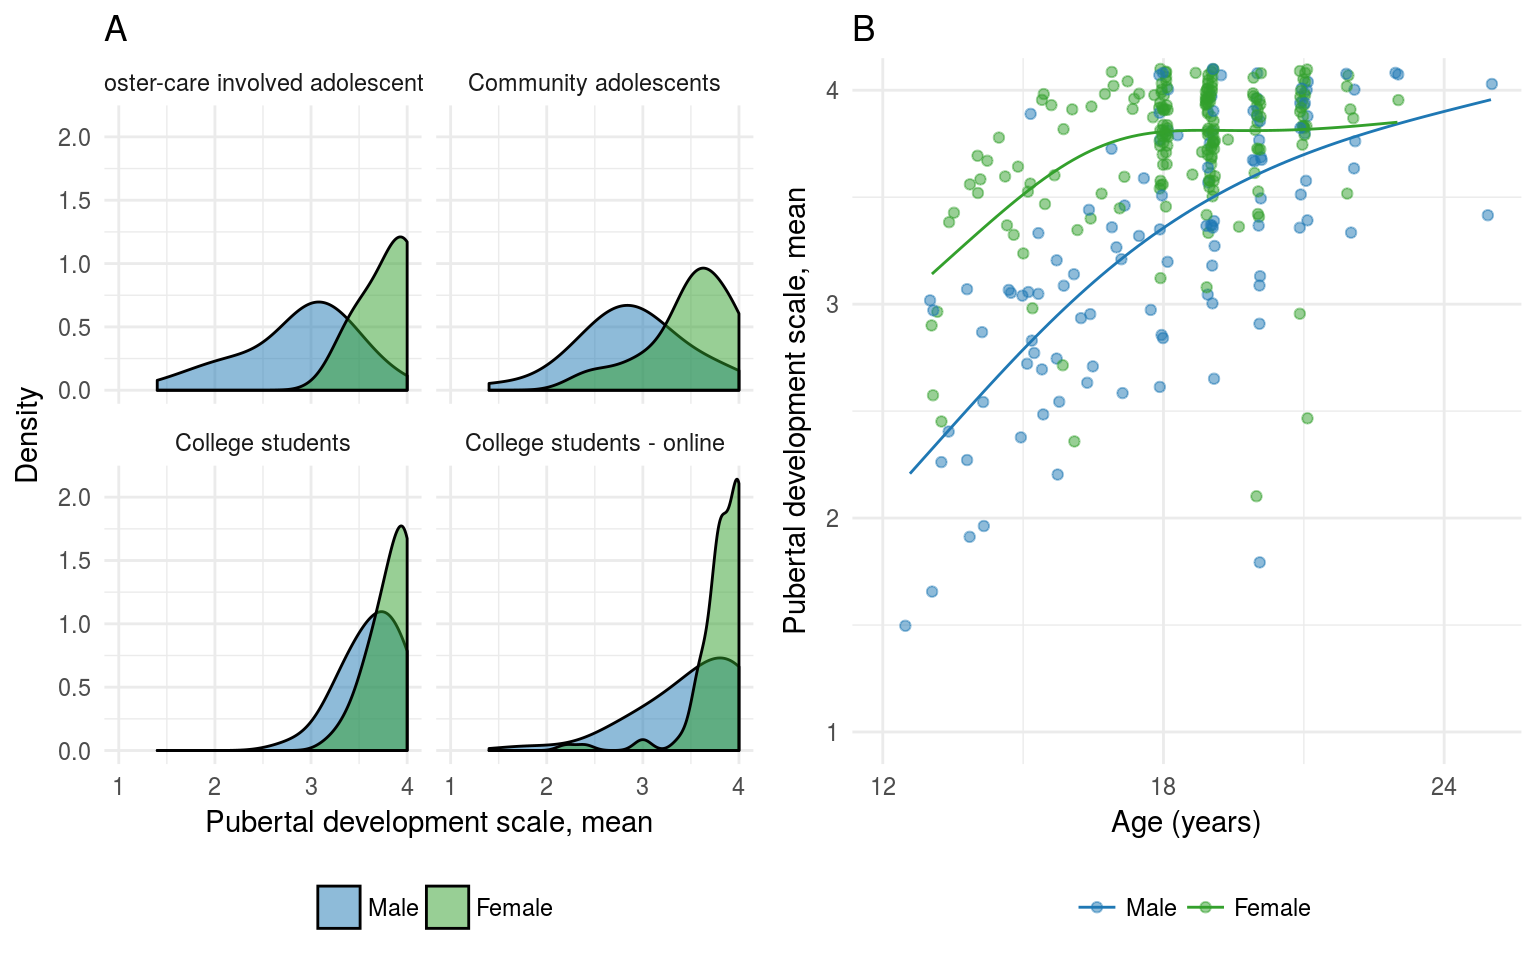 A
oster-care involved adolescent
Community adolescents
2.0
1.5
1.0
0.5
0.0
College students
College students - online
2.0
1.5
1.0
0.5
0.0
Density
1 2 3 4
1 2 3 4
Pubertal development scale, mean
Male Female
B
4
3
2
1
Pubertal development scale, mean
12 18 24
Age (years)
Male Female